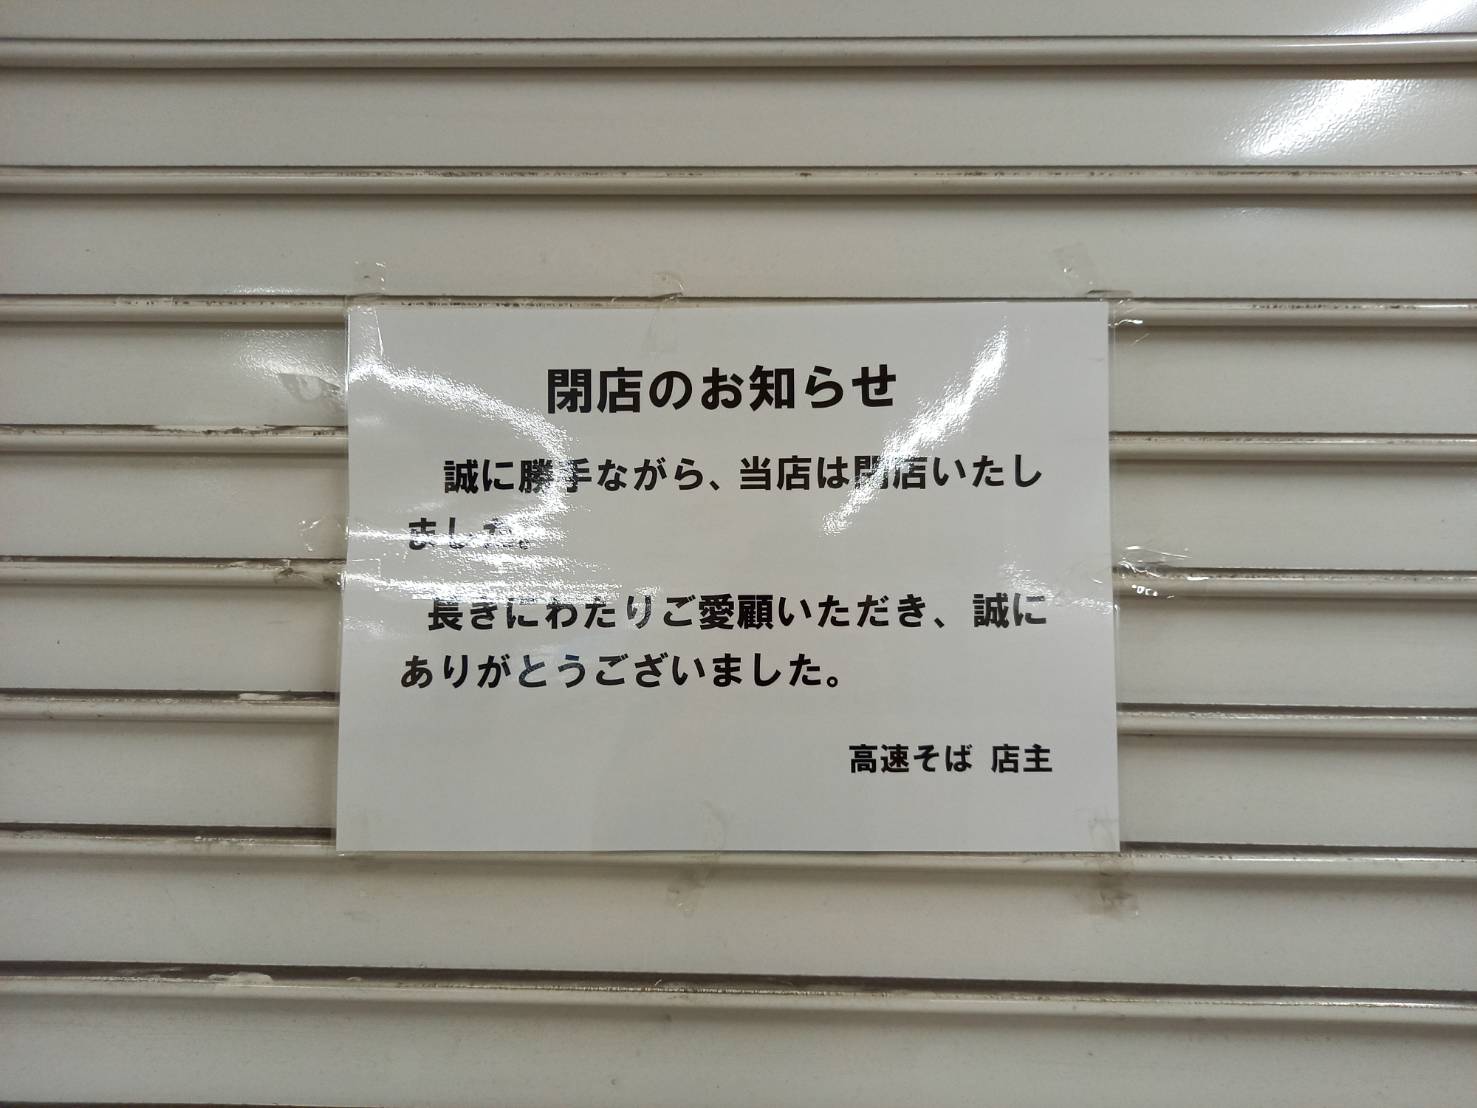 閉店のお知らせ
誠に勝手ながら、当店は閉店いたし
ました。
長きにわたりご愛顧いただき、誠に
ありがとうございました。
高速そば 店主